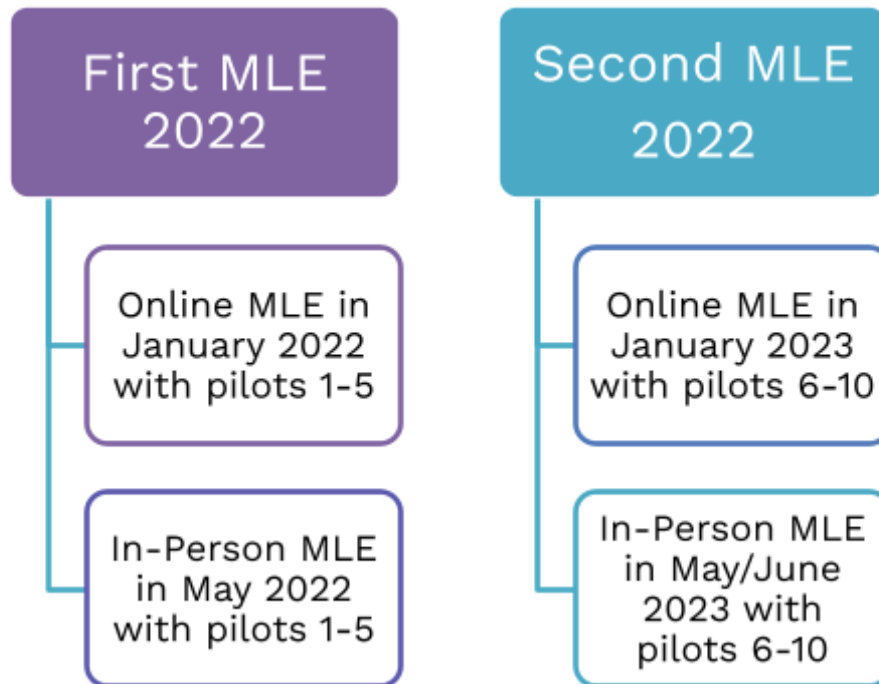 First MLE
2022
Online MLE in
January 2022
with pilots 1-5
In-Person MLE
in May 2022
with pilots 1-5
Second MLE
2022
Online MLE in
January 2023
with pilots 6-10
In-Person MLE
in May/June
2023 with
pilots 6-10